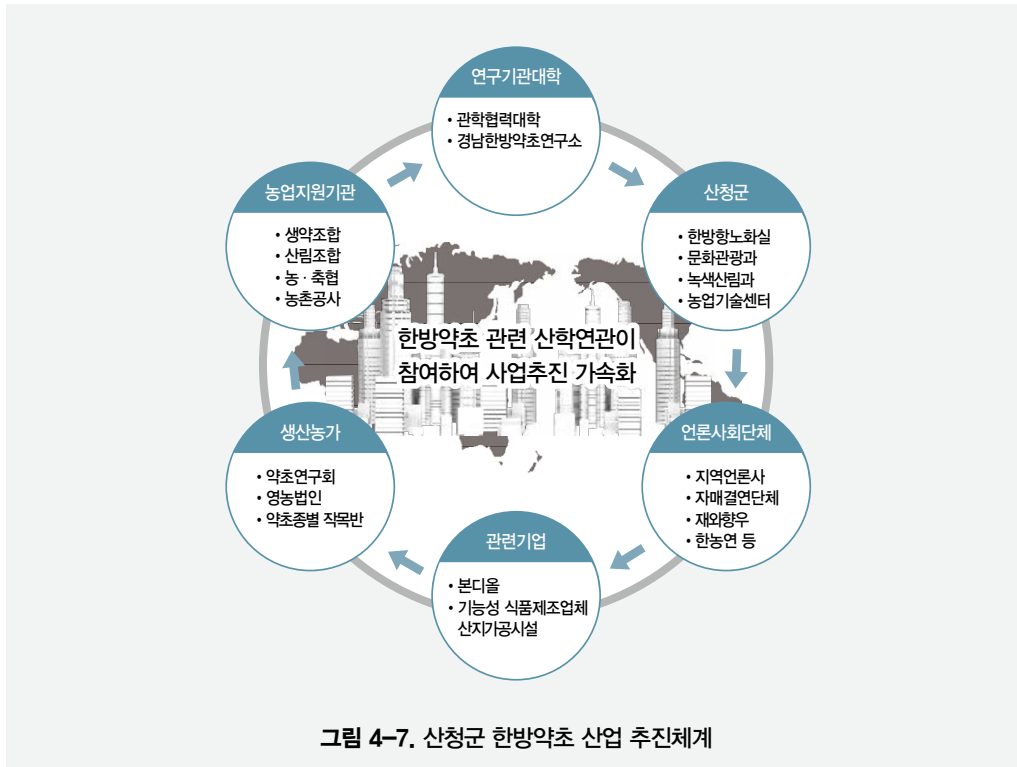 연구기관대학
• 관학협력대학
• 경남한방약초연구소
농업지원기관
• 생약조합
• 산림조합
• 농·축협
• 농촌공사
산청군
• 한방항노화실
• 문화관광과
• 녹색산림과
• 농업기술센터
한방약초 관련 산학연관이
참여하여 사업추진 가속화
생산농가
• 약초연구회
• 영농법인
• 약초종별 작목반
언론사회단체
• 지역언론사
• 자매결연단체
• 재외향우
• 한농연 등
관련기업
• 본디올
• 기능성 식품제조업체
산지가공시설
그림 4-7. 산청군 한방약초 산업 추진체계